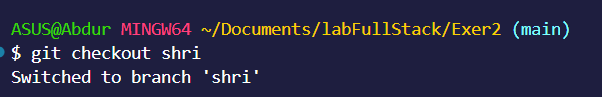 ASUS@Abdur MINGW64 ~/Documents/labFullStack/Exer2 (main)
$ git checkout shri
Switched to branch 'shri'